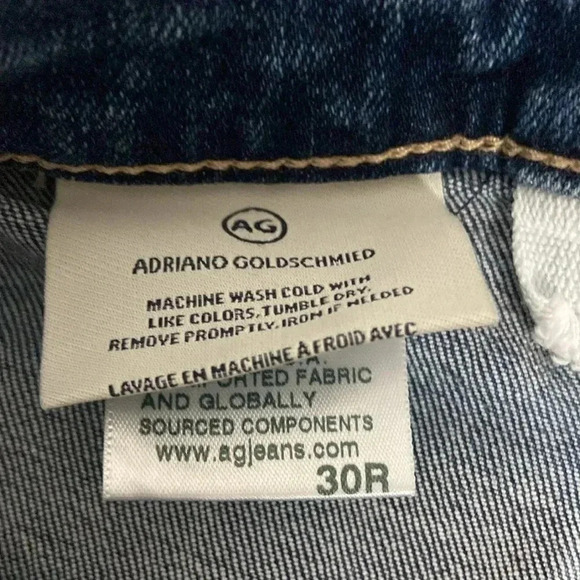 AG
ADRIANO GOLDSCHMIED
MACHINE WASH COLD WITH
LIKE COLORS. TUMBLE DRY.
REMOVE PROMPTLY. IRON IF NEEDED
LAVAGE EN MACHINE A FROID AVEC
FABRIC
AND GLOBALLY
SOURCED COMPONENTS
www.agjeans.com
30R